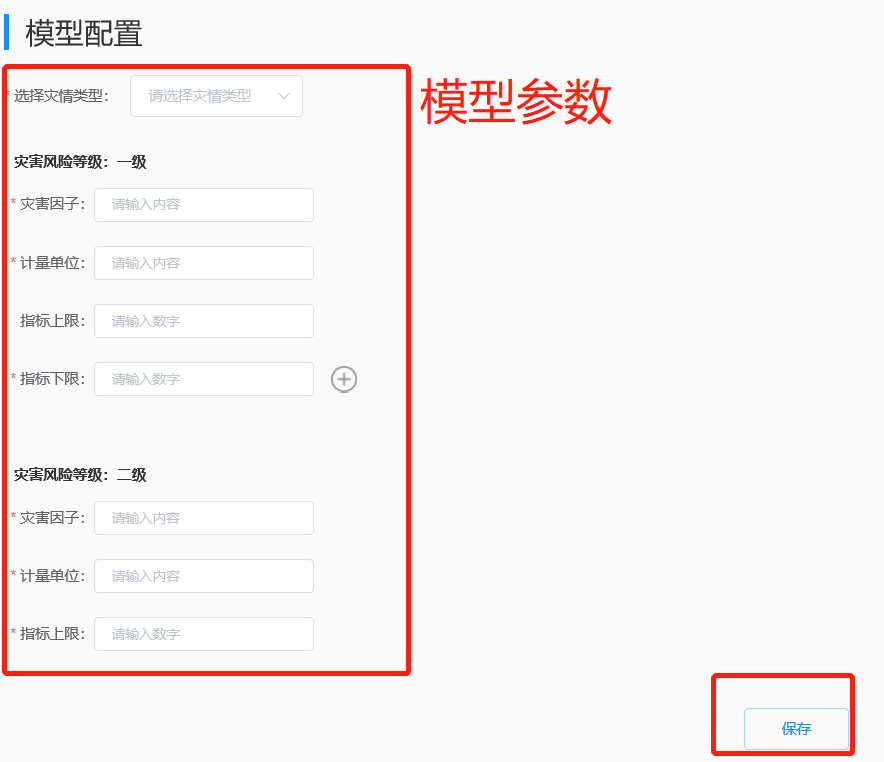 模型配置
模型参数
* 选择灾情类型： 请选择灾情类型
灾害风险等级：一级
* 灾害因子： 请输入内容
* 计量单位： 请输入内容
指标上限： 请输入数字
* 指标下限： 请输入数字
灾害风险等级：二级
* 灾害因子： 请输入内容
* 计量单位： 请输入内容
* 指标上限： 请输入数字
保存